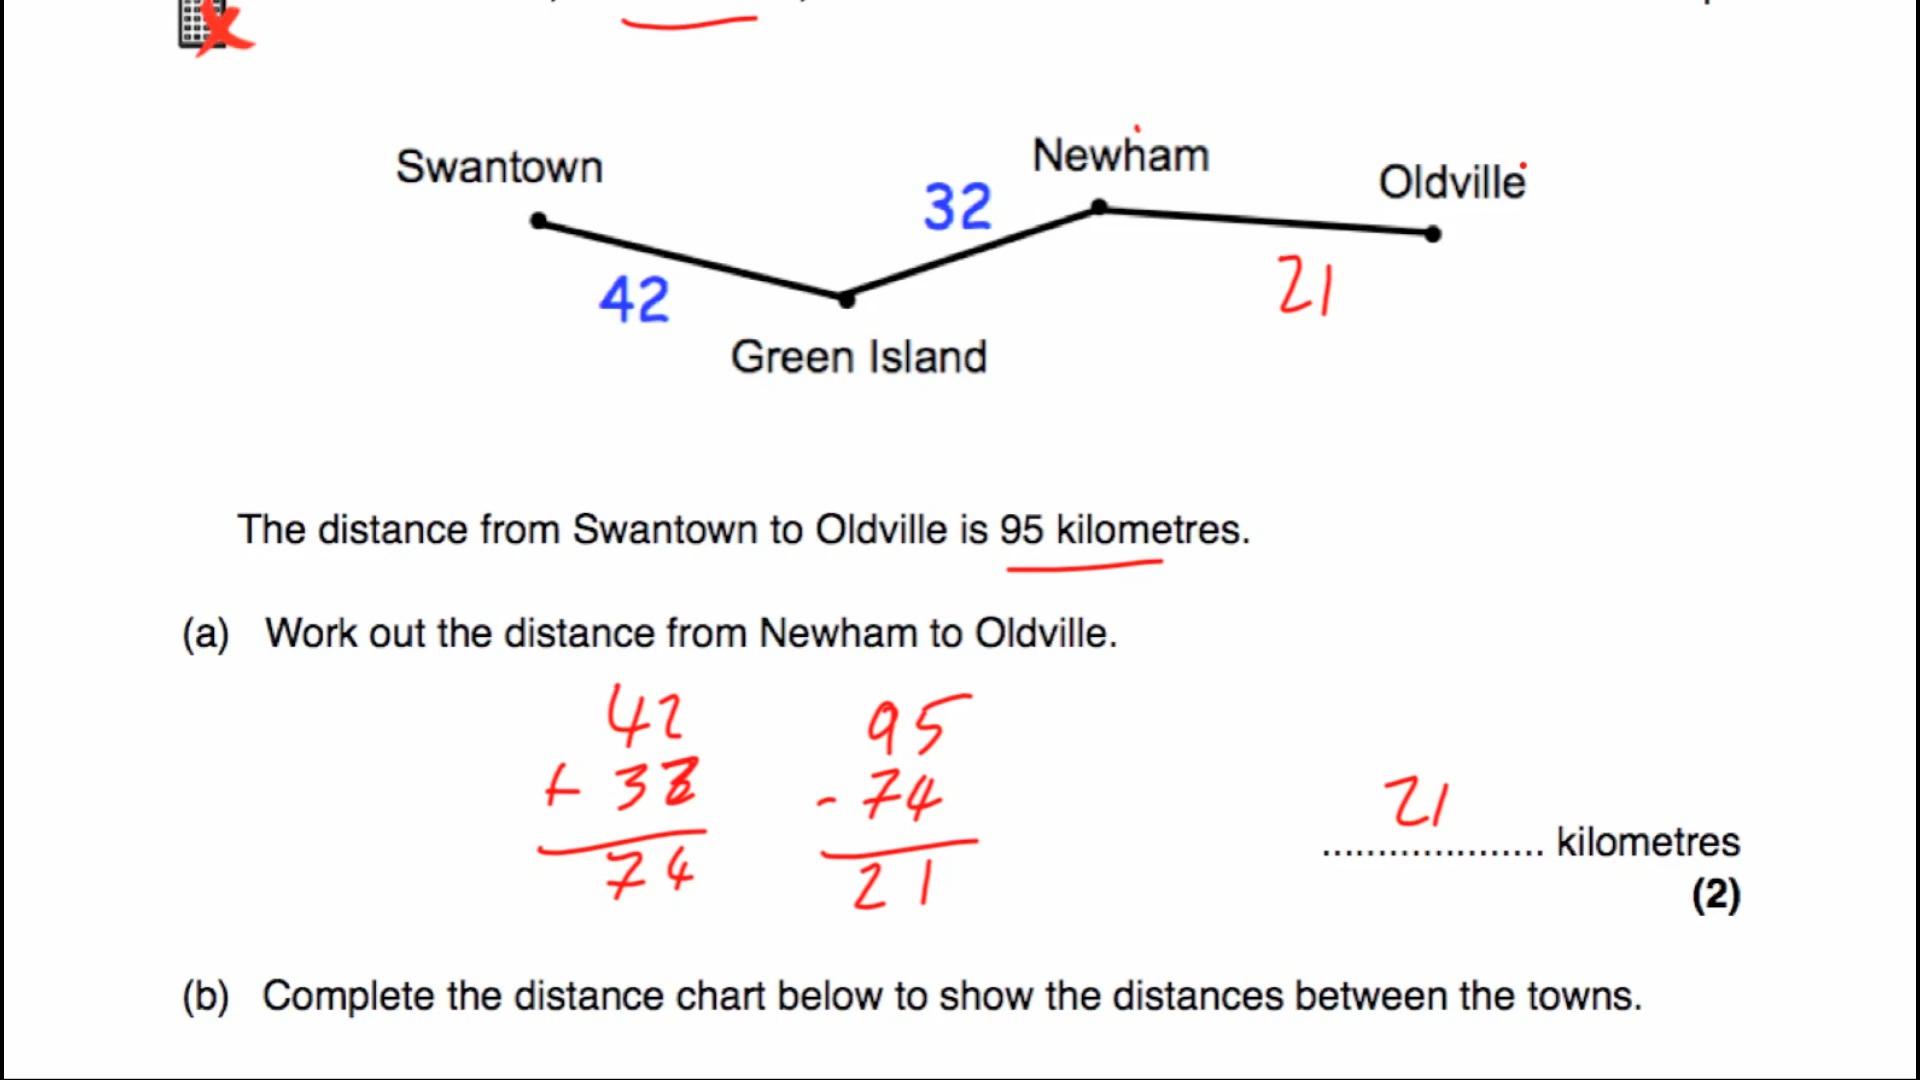 Swantown
Newham
Oldville
32
42
21
Green Island
The distance from Swantown to Oldville is 95 kilometres.
(a) Work out the distance from Newham to Oldville.
42 95
+ 32 - 74
74 21
21
.................... kilometres
(2)
(b) Complete the distance chart below to show the distances between the towns.